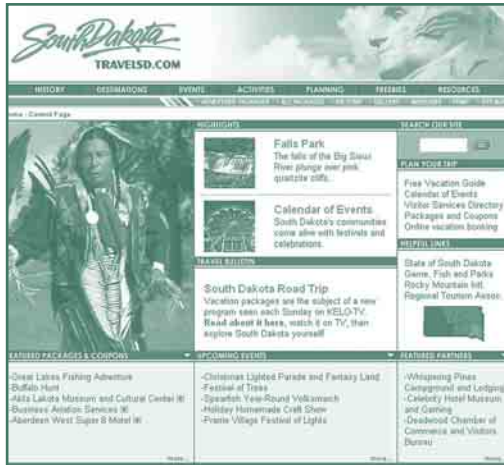 South Dakota
TRAVELSD.COM
HISTORY DESTINATIONS EVENTS ACTIVITIES PLANNING FREEBIES RESOURCES
HIGHLIGHTS
Falls Park
The falls of the Big Sioux
River plunge over pink
quartzite cliffs.
Calendar of Events
South Dakota's communities
come alive with festivals and
celebrations.
TRAVEL BULLETIN
South Dakota Road Trip
Vacation packages are the subject of a new
program seen each Sunday on KELO-TV.
Read about it here, watch it on TV, then
explore South Dakota yourself
SEARCH OUR SITE
PLAN YOUR TRIP
Free Vacation Guide
Calendar of Events
Visitor Services Directory
Packages and Coupons
Online vacation booking
HELPFUL LINKS
State of South Dakota
Game, Fish and Parks
Rocky Mountain Intl.
Regional Tourism Assoc.
FEATURED PACKAGES & COUPONS
-Great Lakes Fishing Adventure
-Buffalo Hunt
-Akta Lakota Museum and Cultural Center
-Business Aviation Services
-Aberdeen West Super 8 Motel
more...
UPCOMING EVENTS
-Christmas Lighted Parade and Fantasy Land
-Festival of Trees
-Spearfish Year-Round Volksmarch
-Holiday Homemade Craft Show
-Prairie Village Festival of Lights
more...
FEATURED PARTNERS
-Whispering Pines
Campground and Lodging
-Celebrity Hotel Museum
and Gaming
-Deadwood Chamber of
Commerce and Visitors
Bureau
more...